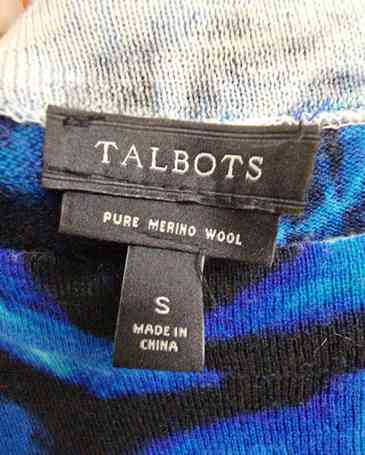 TALBOTS
PURE MERINO WOOL
S
MADE IN
CHINA